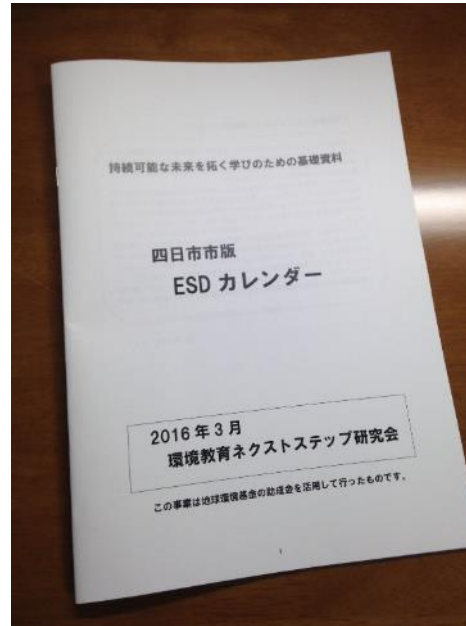 持続可能な未来を拓く学びのための基礎資料
四日市市版
ESD カレンダー
2016 年 3 月
環境教育ネクストステップ研究会
この事業は地球環境基金の助成金を活用して行ったものです。
1